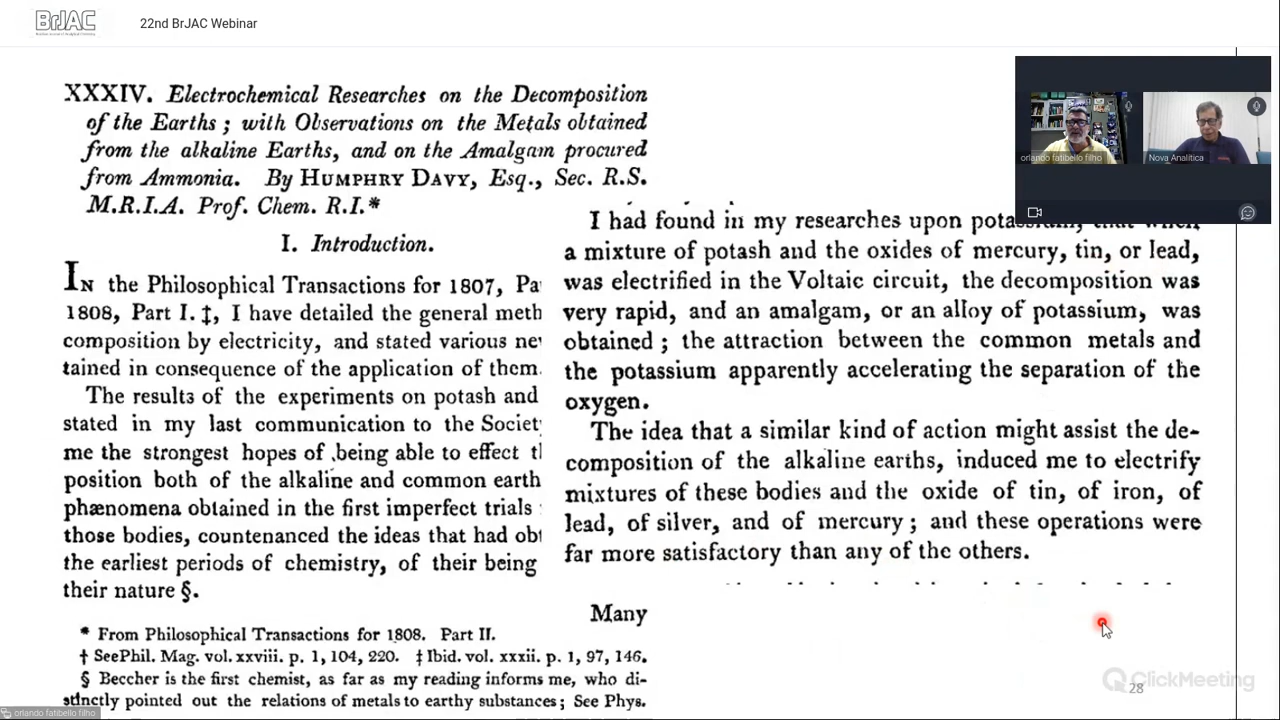 BrJAC
22nd BrJAC Webinar
orlando fatibello filho
Nova Analítica
XXXIV. Electrochemical Researches on the Decomposition
of the Earths; with Observations on the Metals obtained
from the alkaline Earths, and on the Amalgam procured
from Ammonia. By HUMPHRY DAVY, Esq., Sec. R.S.
M.R.I.A. Prof. Chem. R.I.*
I. Introduction.
IN the Philosophical Transactions for 1807, Pa
1808, Part I. ‡, I have detailed the general meth
composition by electricity, and stated various ne
tained in consequence of the application of them.
The results of the experiments on potash and
stated in my last communication to the Society
me the strongest hopes of being able to effect t
position both of the alkaline and common earth
phænomena obtained in the first imperfect trials
those bodies, countenanced the ideas that had ob
the earliest periods of chemistry, of their being
their nature §.
Many
* From Philosophical Transactions for 1808. Part II.
† See Phil. Mag. vol. xxviii. p. 1, 104, 220. ‡ Ibid. vol. xxxii. p. 1, 97, 146.
§ Beccher is the first chemist, as far as my reading informs me, who di-
stinctly pointed out the relations of metals to earthy substances; See Phys.
I had found in my researches upon
a mixture of potash and the oxides of mercury, tin, or lead,
was electrified in the Voltaic circuit, the decomposition was
very rapid, and an amalgam, or an alloy of potassium, was
obtained; the attraction between the common metals and
the potassium apparently accelerating the separation of the
oxygen.
The idea that a similar kind of action might assist the de-
composition of the alkaline earths, induced me to electrify
mixtures of these bodies and the oxide of tin, of iron, of
lead, of silver, and of mercury; and these operations were
far more satisfactory than any of the others.
ClickMeeting
28
orlando fatibello filho